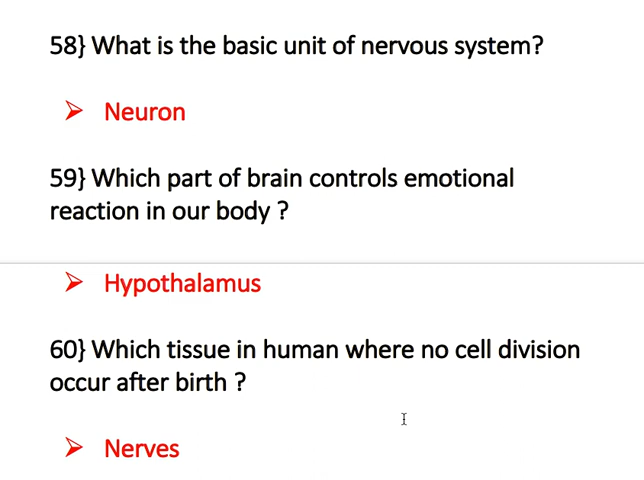 58} What is the basic unit of nervous system?
➢ Neuron
59} Which part of brain controls emotional
reaction in our body ?
➢ Hypothalamus
60} Which tissue in human where no cell division
occur after birth ?
➢ Nerves